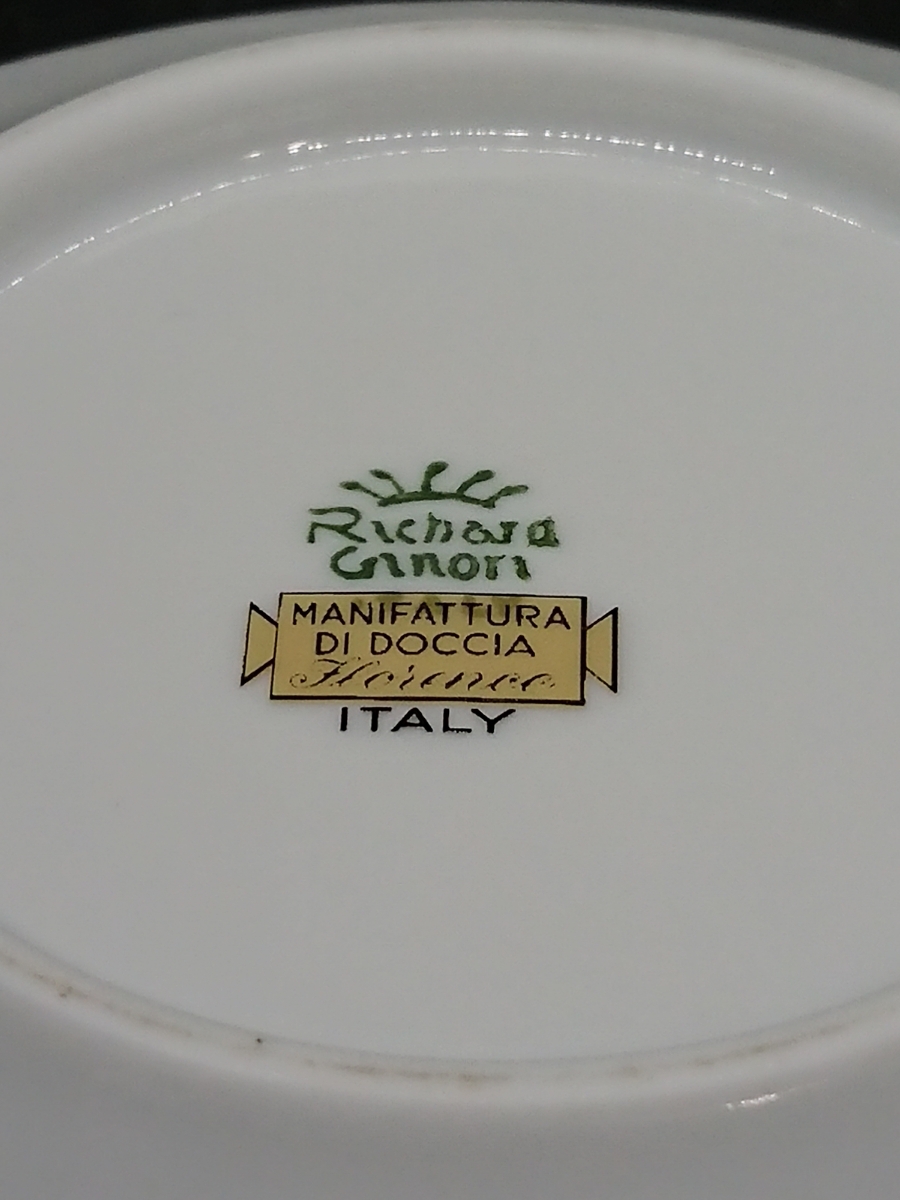 Richard
Ginori
MANIFATTURA
DI DOCCIA
Florence
ITALY